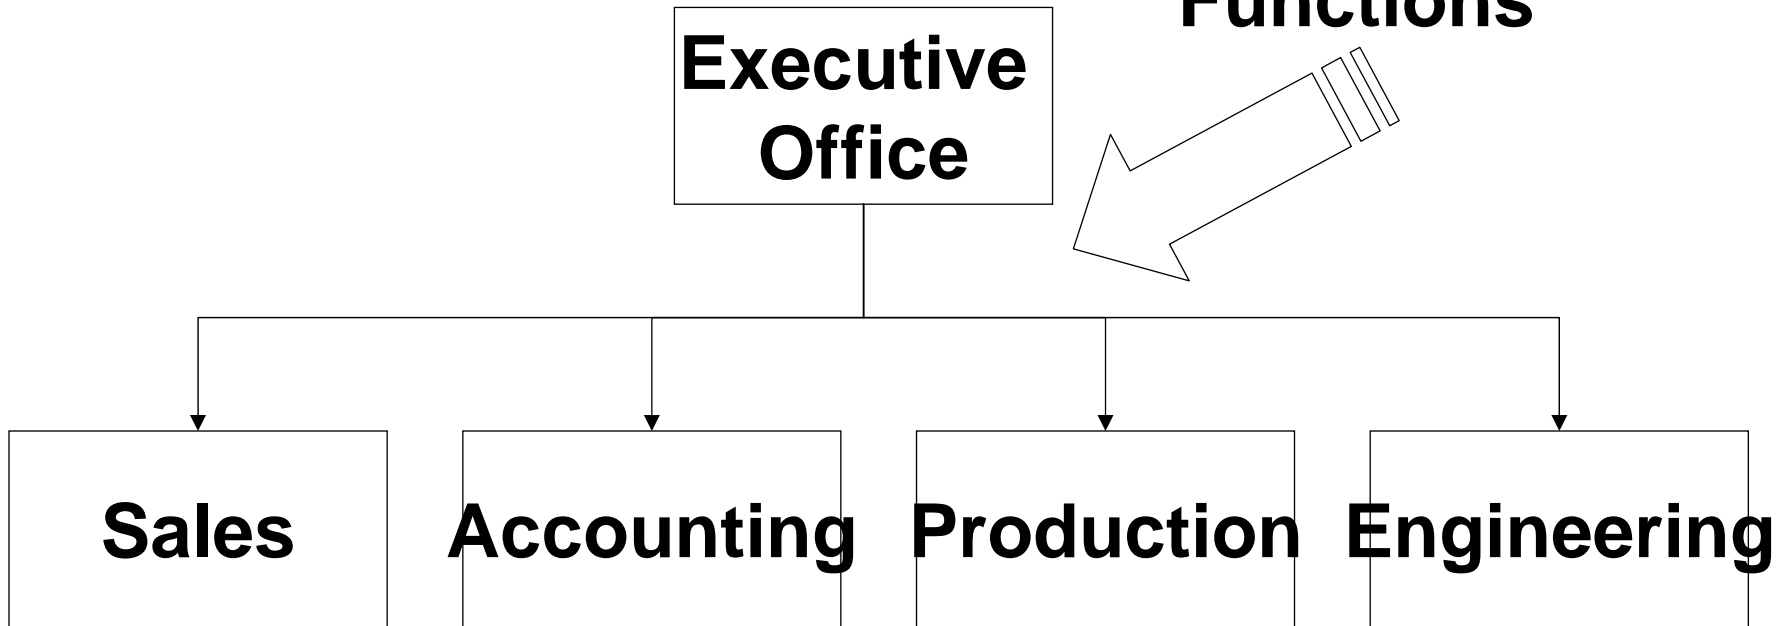 Functions
Executive
Office
Sales
Accounting
Production
Engineering